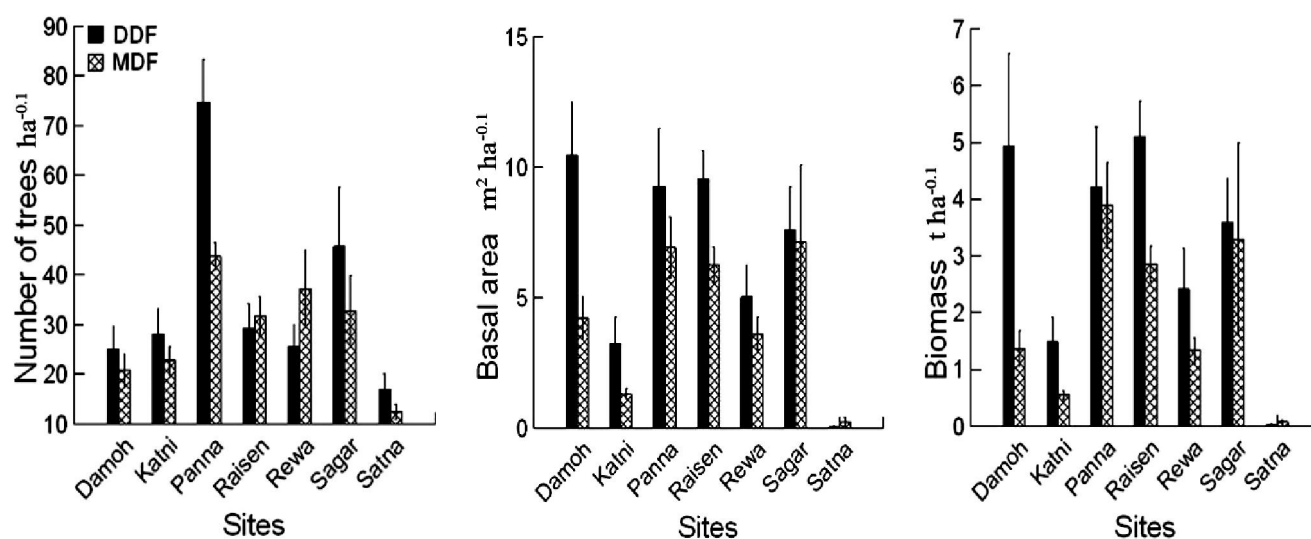 90
80
70
60
50
40
30
20
10
DDF
MDF
Number of trees ha-0.1
Damoh
Katni
Panna
Raisen
Rewa
Sagar
Satna
Sites
15
10
5
0
Basal area m2 ha-0.1
Damoh
Katni
Panna
Raisen
Rewa
Sagar
Satna
Sites
7
6
5
4
3
2
1
0
Biomass t ha-0.1
Damoh
Katni
Panna
Raisen
Rewa
Sagar
Satna
Sites